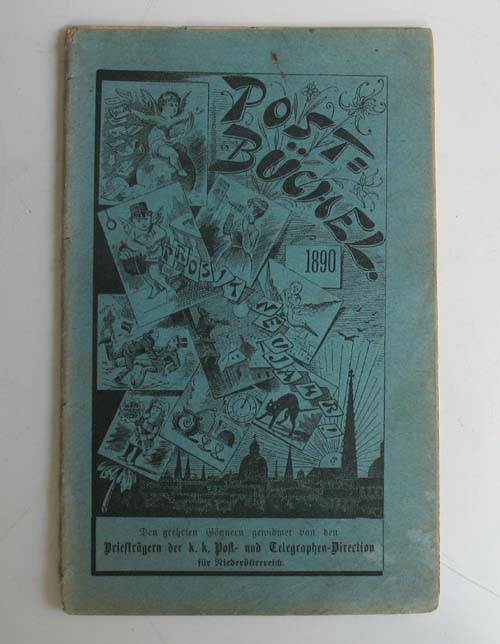 POST=
BÜCHEL.
1890
PROSIT
NEUJAHR!
Den geehrten Gönnern gewidmet von den
Briefträgern der k. k. Post- und Telegraphen-Direction
für Niederösterreich.